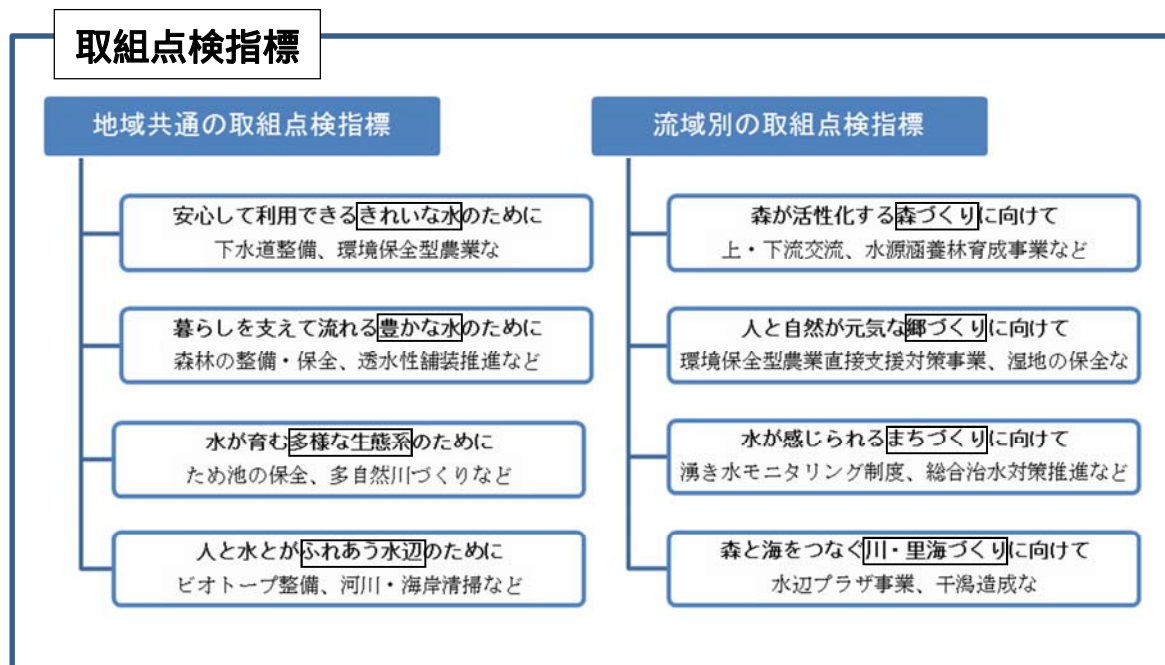 取組点検指標
地域共通の取組点検指標
安心して利用できるきれいな水のために
下水道整備、環境保全型農業な
暮らしを支えて流れる豊かな水のために
森林の整備・保全、透水性舗装推進など
水が育む多様な生態系のために
ため池の保全、多自然川づくりなど
人と水とがふれあう水辺のために
ビオトープ整備、河川・海岸清掃など
流域別の取組点検指標
森が活性化する森づくりに向けて
上・下流交流、水源涵養林育成事業など
人と自然が元気な郷づくりに向けて
環境保全型農業直接支援対策事業、湿地の保全な
水が感じられるまちづくりに向けて
湧き水モニタリング制度、総合治水対策推進など
森と海をつなぐ川・里海づくりに向けて
水辺プラザ事業、干潟造成な